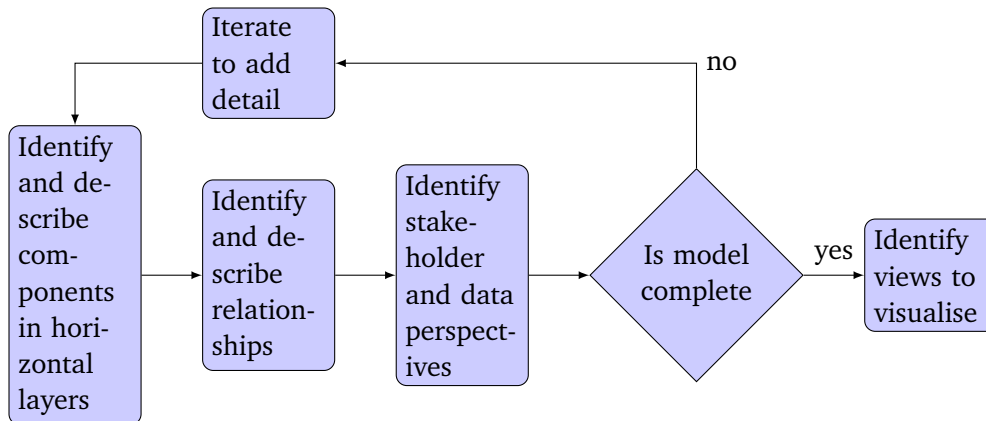 Iterate
to add
detail
no
Identify
and de-
scribe
com-
ponents
in hori-
zontal
layers
Identify
and de-
scribe
relation-
ships
Identify
stake-
holder
and data
perspect-
ives
Is model
complete
yes
Identify
views to
visualise